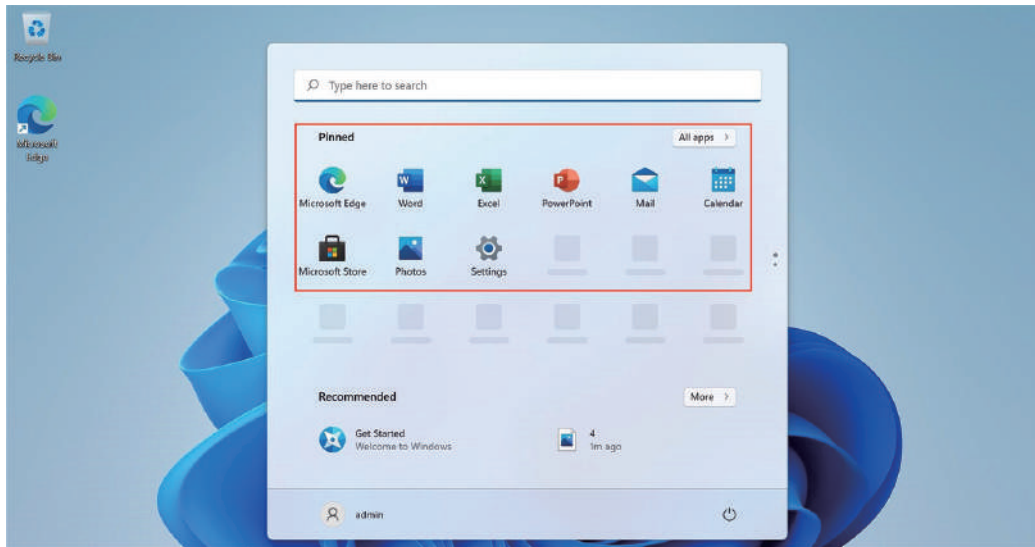 Recycle Bin
Microsoft
Edge
Type here to search
Pinned
All apps
Microsoft Edge
Word
Excel
PowerPoint
Mail
Calendar
Microsoft Store
Photos
Settings
Recommended
More
Get Started
Welcome to Windows
4
1m ago
admin